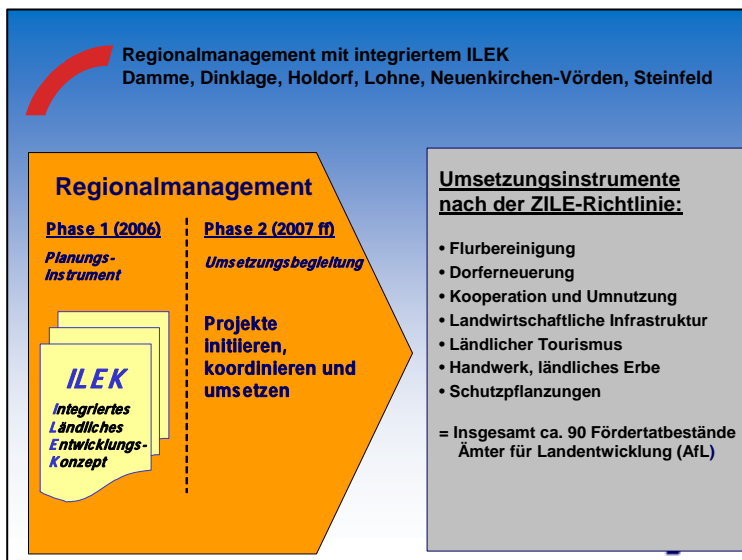 Regionalmanagement mit integriertem ILEK
Damme, Dinklage, Holdorf, Lohne, Neuenkirchen-Vörden, Steinfeld
Regionalmanagement
Phase 1 (2006)
Planungs-
instrument
ILEK
Integriertes
Ländliches
Entwicklungs-
Konzept
Phase 2 (2007 ff)
Umsetzungsbegleitung
Projekte
initiieren,
koordinieren und
umsetzen
Umsetzungsinstrumente
nach der ZILE-Richtlinie:
• Flurbereinigung
• Dorferneuerung
• Kooperation und Umnutzung
• Landwirtschaftliche Infrastruktur
• Ländlicher Tourismus
• Handwerk, ländliches Erbe
• Schutzpflanzungen
= Insgesamt ca. 90 Fördertatbestände
Ämter für Landentwicklung (AfL)